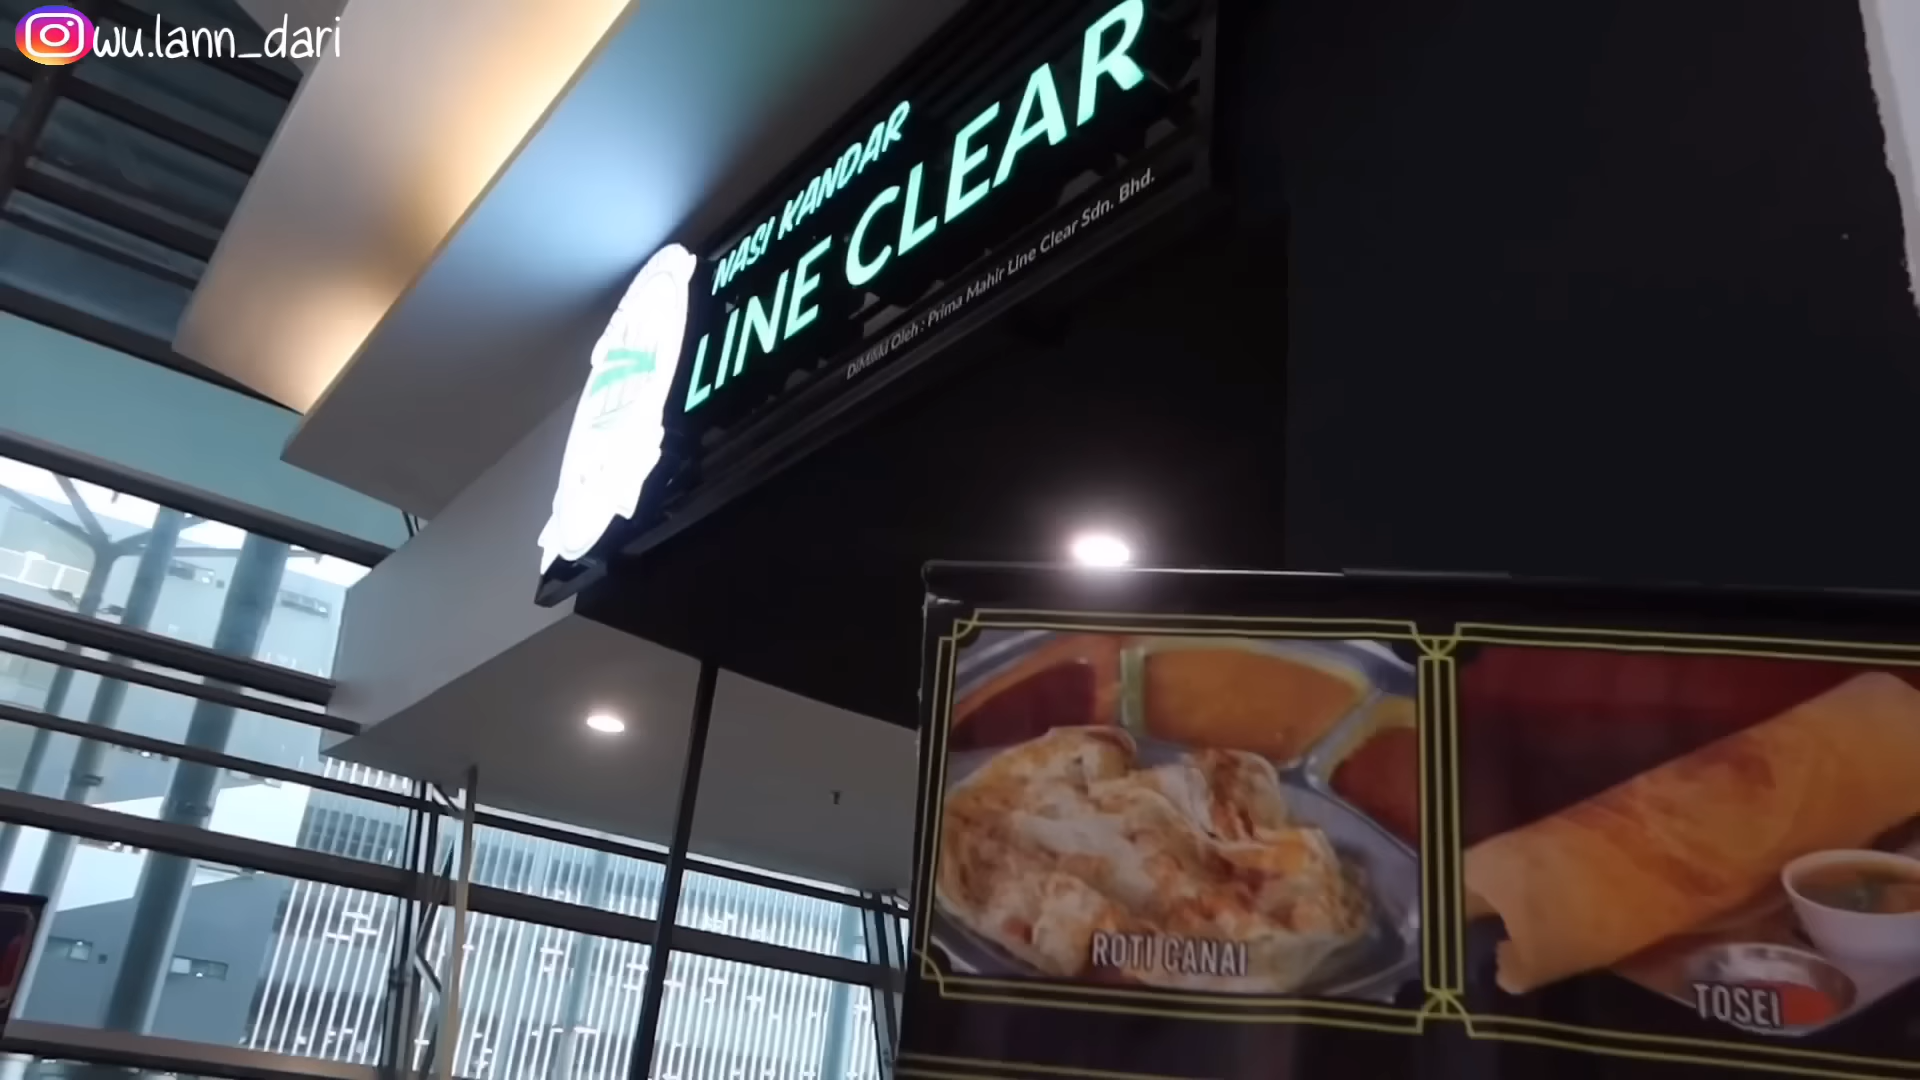 wu.lann_dari
NASI KANDAR
LINE CLEAR
DiMiliki Oleh : Prima Mahir Line Clear Sdn. Bhd.
ROTI CANAI
TOSEI